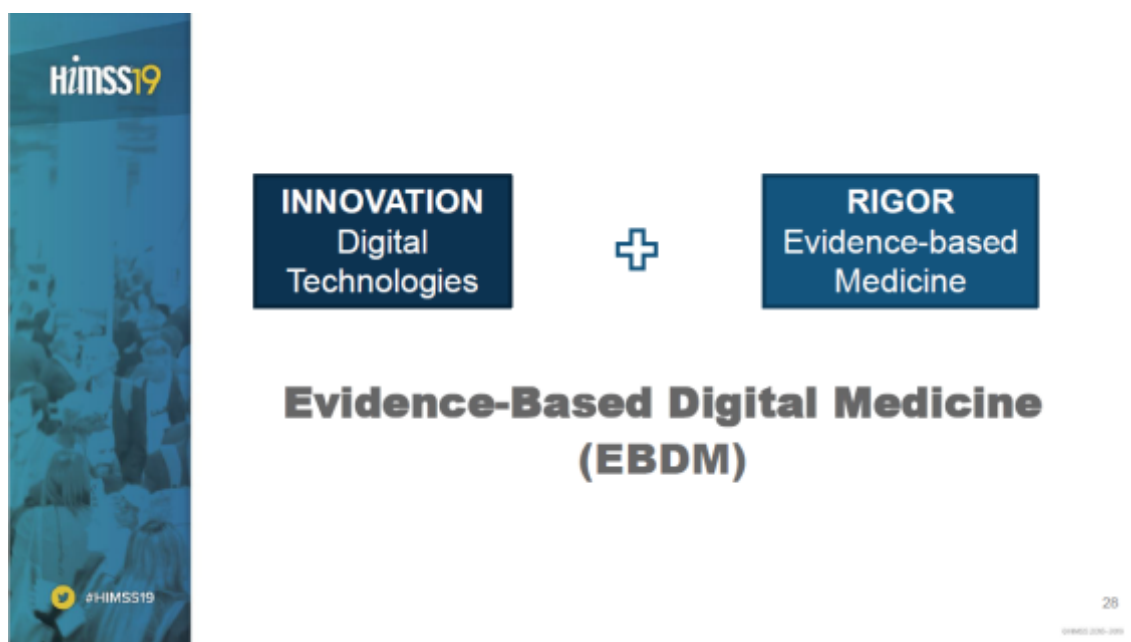 HiMSS19
INNOVATION
Digital
Technologies
RIGOR
Evidence-based
Medicine
Evidence-Based Digital Medicine
(EBDM)
#HIMSS19
28